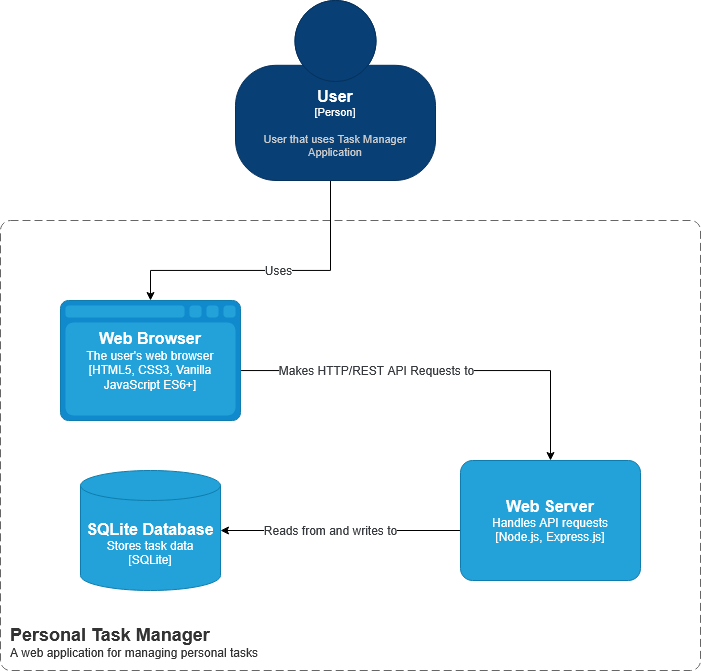 User
[Person]
User that uses Task Manager
Application
Uses
Web Browser
The user's web browser
[HTML5, CSS3, Vanilla
JavaScript ES6+]
Makes HTTP/REST API Requests to
Web Server
Handles API requests
[Node.js, Express.js]
Reads from and writes to
SQLite Database
Stores task data
[SQLite]
Personal Task Manager
A web application for managing personal tasks